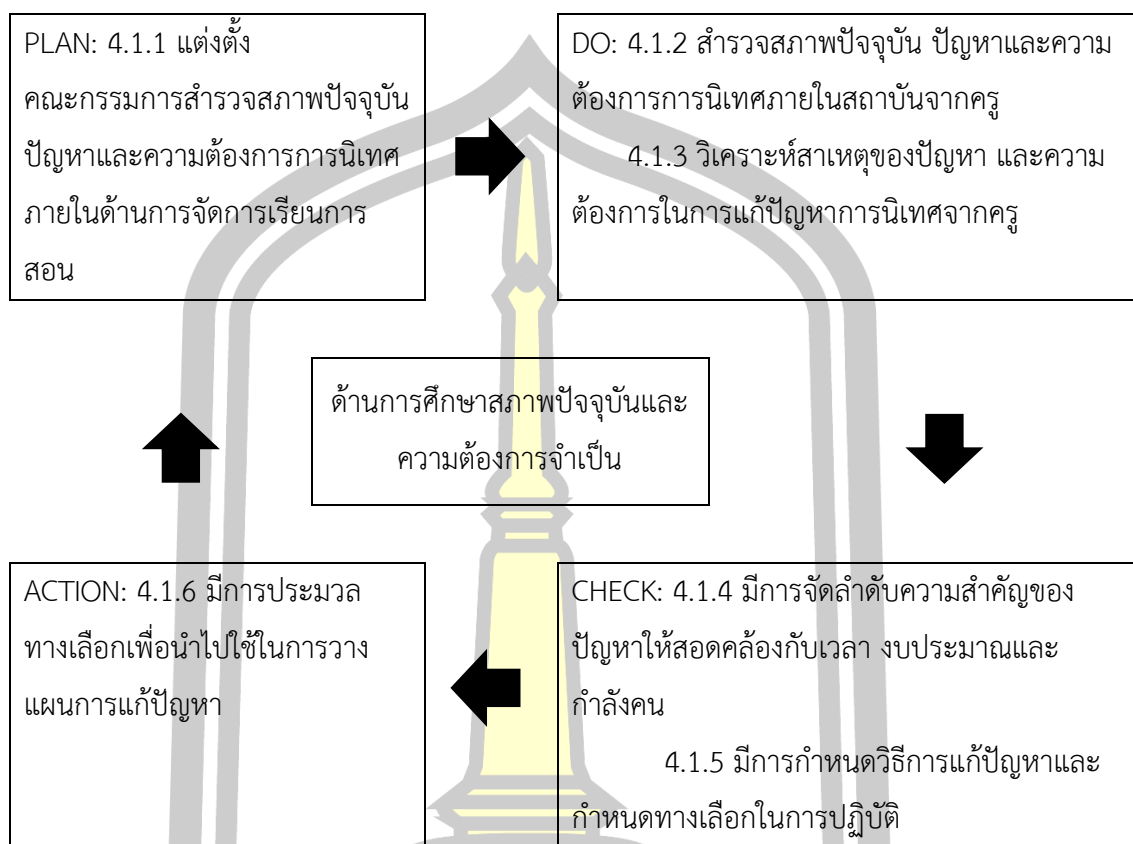 PLAN: 4.1.1 แต่งตั้ง
คณะกรรมการสำรวจสภาพปัจจุบัน
ปัญหาและความต้องการการนิเทศ
ภายในด้านการจัดการเรียนการ
สอน
DO: 4.1.2 สำรวจสภาพปัจจุบัน ปัญหาและความ
ต้องการการนิเทศภายในสถาบันจากครู
4.1.3 วิเคราะห์สาเหตุของปัญหา และความ
ต้องการในการแก้ปัญหาการนิเทศจากครู
ด้านการศึกษาสภาพปัจจุบันและ
ความต้องการจำเป็น
ACTION: 4.1.6 มีการประมวล
ทางเลือกเพื่อนำไปใช้ในการวาง
แผนการแก้ปัญหา
CHECK: 4.1.4 มีการจัดลำดับความสำคัญของ
ปัญหาให้สอดคล้องกับเวลา งบประมาณและ
กำลังคน
4.1.5 มีการกำหนดวิธีการแก้ปัญหาและ
กำหนดทางเลือกในการปฏิบัติ